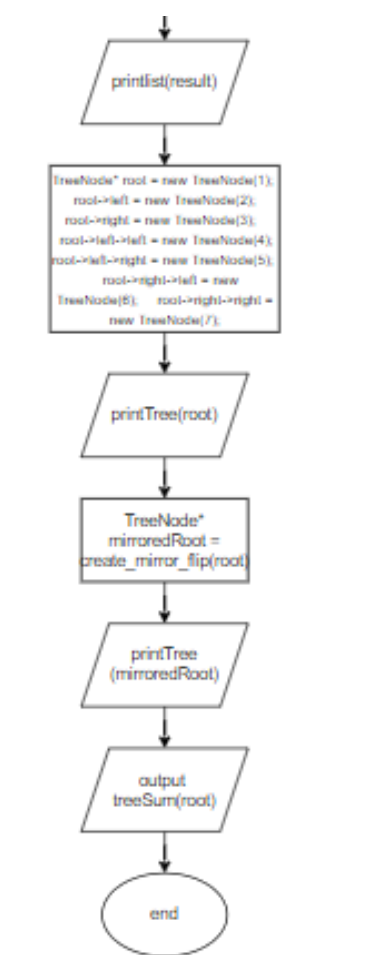 printlist(result)
TreeNode* root = new TreeNode(1);
root->left = new TreeNode(2);
root->right = new TreeNode(3);
root->left->left = new TreeNode(4);
root->left->right = new TreeNode(5);
root->right->left = new
TreeNode(6); root->right->right =
new TreeNode(7);
printTree(root)
TreeNode*
mirroredRoot =
create_mirror_flip(root)
printTree
(mirroredRoot)
output
treeSum(root)
end